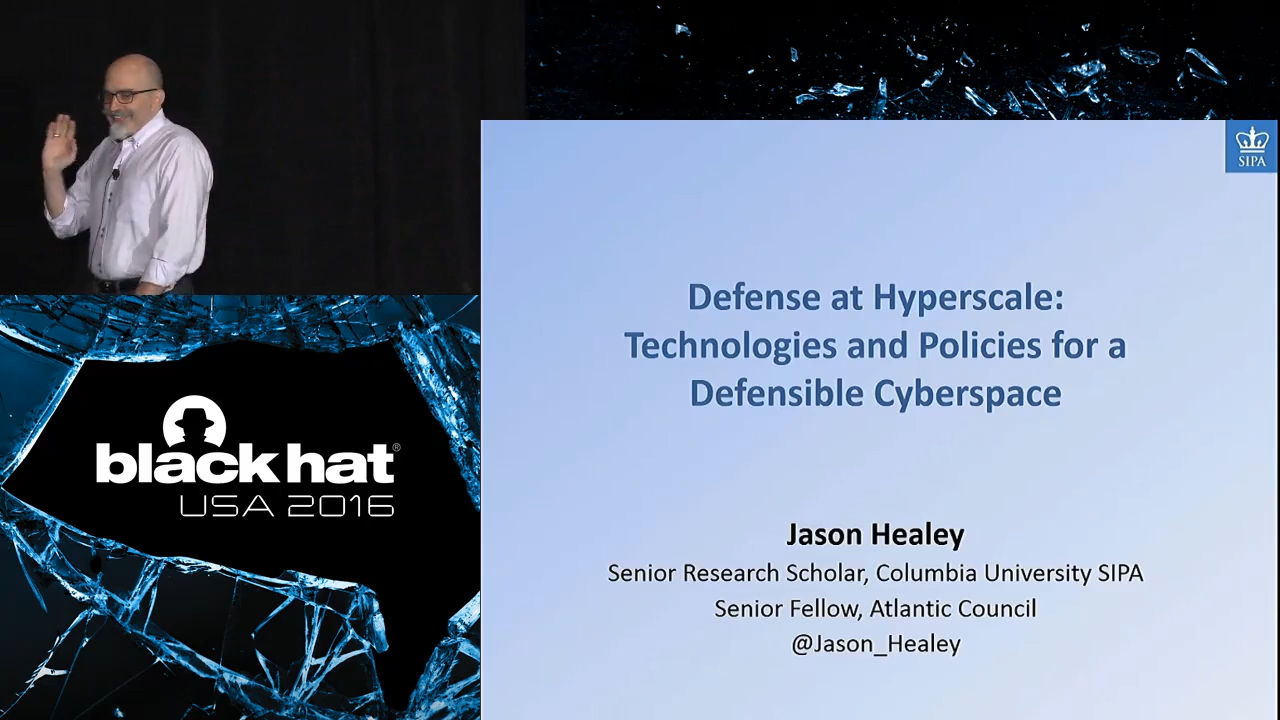 SIPA
Defense at Hyperscale:
Technologies and Policies for a
Defensible Cyberspace
Jason Healey
Senior Research Scholar, Columbia University SIPA
Senior Fellow, Atlantic Council
@Jason_Healey
black hat®
USA 2016